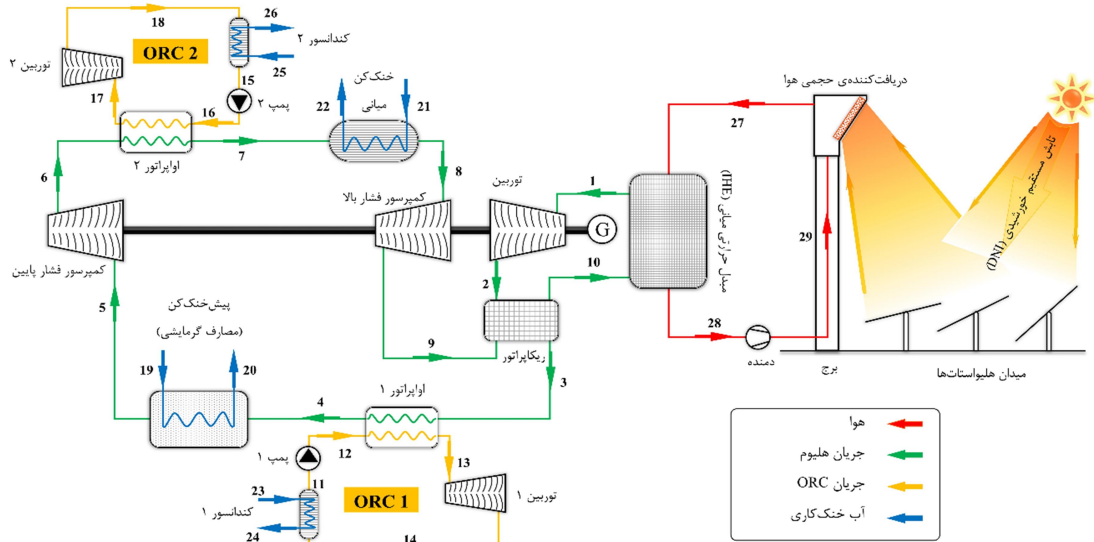 18
26
ORC 2
کندانسور ۲
توربین ۲
25
15
17
16
پمپ ۲
اواپراتور ۲
خنک‌کن
میانی
22
21
6
7
8
کمپرسور فشار پایین
کمپرسور فشار بالا
توربین
G
1
2
10
مبدل حرارتی میانی (IHE)
27
دریافت‌کننده‌ی حجمی هوا
تابش مستقیم خورشیدی (DNI)
29
28
دمنده
برج
میدان هلیواستات‌ها
5
پیش‌خنک‌کن
(مصارف گرمایشی)
19
20
9
ریکاپراتور
3
4
اواپراتور ۱
پمپ ۱
12
13
11
23
24
کندانسور ۱
ORC 1
توربین ۱
14
هوا
جریان هلیوم
جریان ORC
آب خنک‌کاری